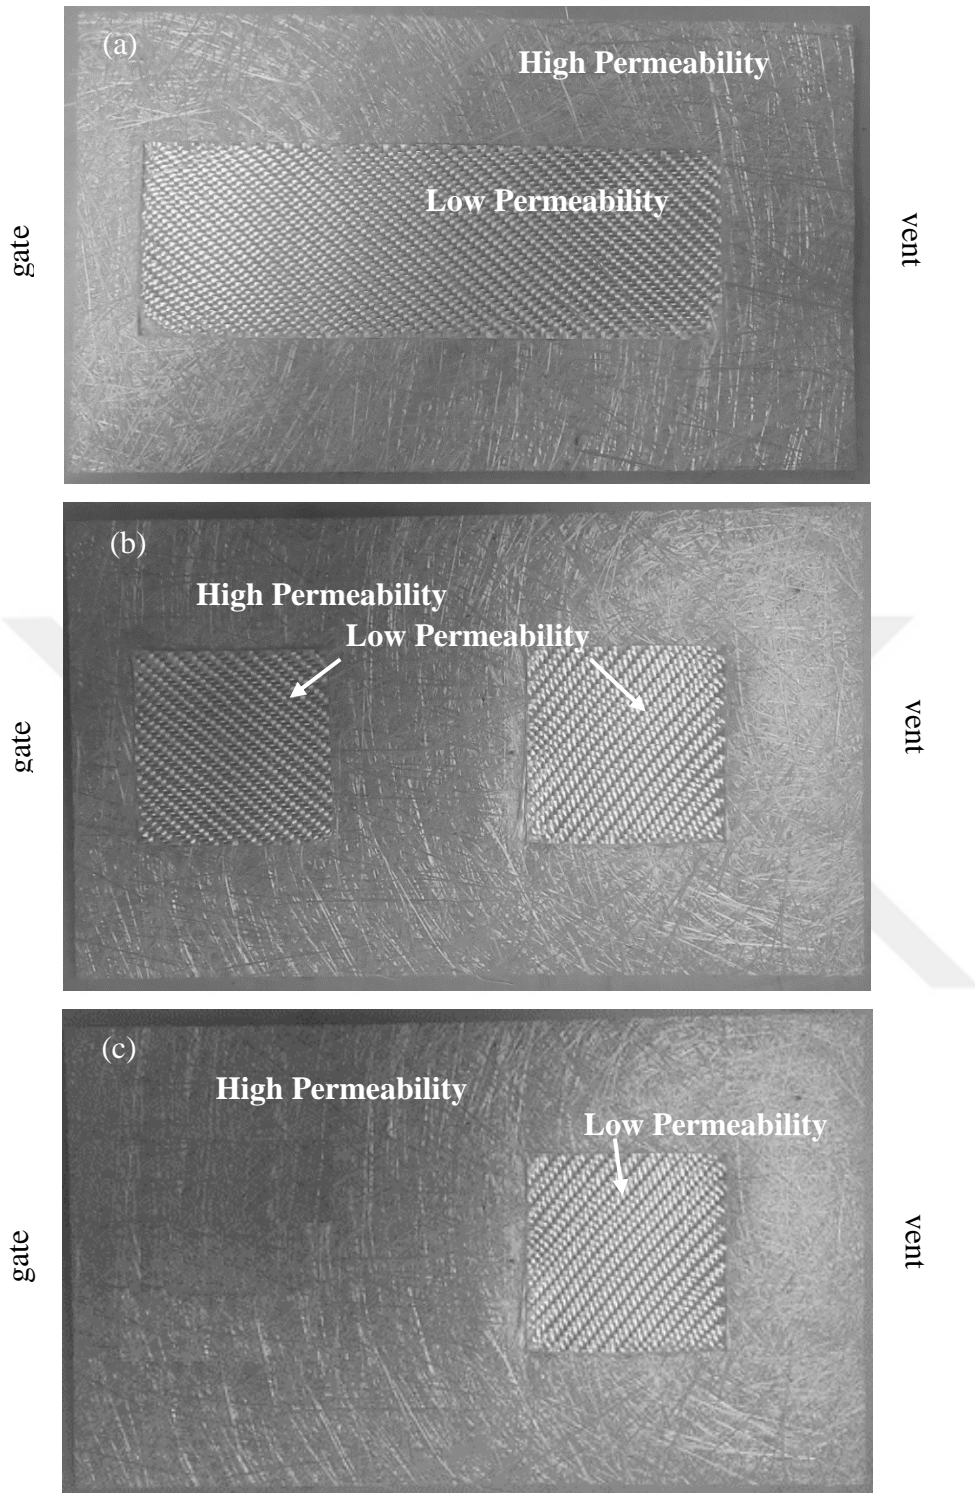 (a)
High Permeability
Low Permeability
gate
vent
(b)
High Permeability
Low Permeability
gate
vent
(c)
High Permeability
Low Permeability
gate
vent